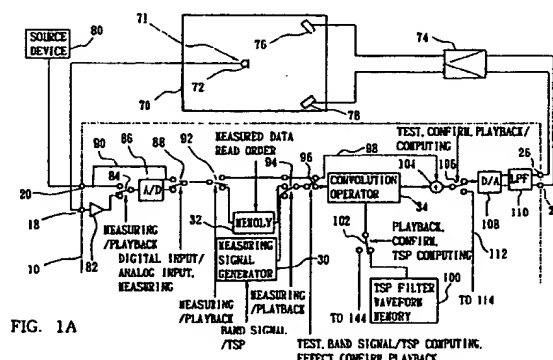 SOURCE
DEVICE
80
71
76
72
70
78
74
90
86
88
92
MEASURED DATA
READ ORDER
94
96
98
TEST, CONFIRM, PLAYBACK/
COMPUTING
20
84
A/D
18
82
10
MEASURING
/PLAYBACK
DIGITAL INPUT/
ANALOG INPUT,
MEASURING
32
MEMOLY
MEASURING SIGNAL
GENERATOR
30
CONVOLUTION
OPERATOR
34
104
106
D/A
108
LPF
110
26
112
TO 114
102
PLAYBACK,
CONFIRM,
TSP COMPUTING
100
TO 144
TSP FILTER
WAVEFORM
MEMORY
MEASURING
/PLAYBACK
MEASURING
/PLAYBACK
BAND SIGNAL
/TSP
TEST, BAND SIGNAL/TSP COMPUTING,
EFFECT CONFIRM, PLAYBACK
FIG. 1A